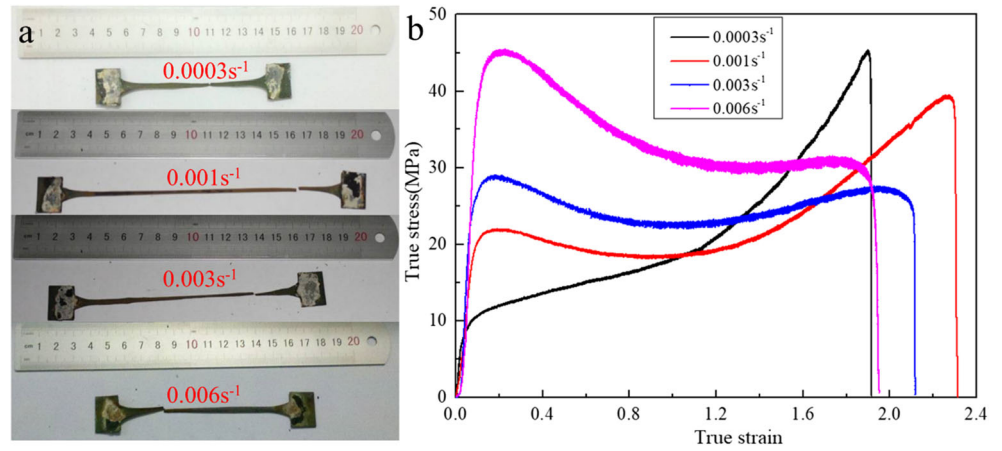 a
1 2 3 4 5 6 7 8 9 10 11 12 13 14 15 16 17 18 19 20
0.0003s⁻¹
1 2 3 4 5 6 7 8 9 10 11 12 13 14 15 16 17 18 19 20
0.001s⁻¹
1 2 3 4 5 6 7 8 9 10 11 12 13 14 15 16 17 18 19 20
0.003s⁻¹
1 2 3 4 5 6 7 8 9 10 11 12 13 14 15 16 17 18 19 20
0.006s⁻¹
b
0.0003s⁻¹
0.001s⁻¹
0.003s⁻¹
0.006s⁻¹
True stress(MPa)
50
40
30
20
10
0
0.0 0.4 0.8 1.2 1.6 2.0 2.4
True strain